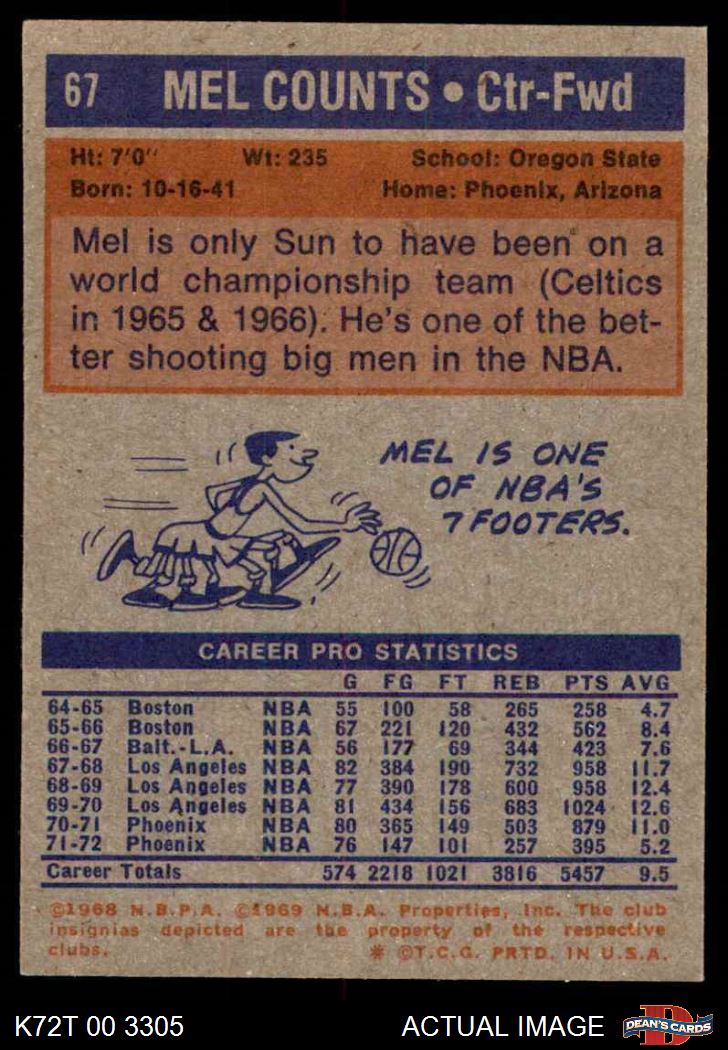 67 MEL COUNTS • Ctr-Fwd
Ht: 7'0" Wt: 235 School: Oregon State
Born: 10-16-41 Home: Phoenix, Arizona
Mel is only Sun to have been on a
world championship team (Celtics
in 1965 & 1966). He's one of the bet-
ter shooting big men in the NBA.
MEL IS ONE
OF NBA'S
7 FOOTERS.
CAREER PRO STATISTICS
G FG FT REB PTS AVG
64-65 Boston NBA 55 100 58 265 258 4.7
65-66 Boston NBA 67 221 120 432 562 8.4
66-67 Balt.-L.A. NBA 56 177 69 344 423 7.6
67-68 Los Angeles NBA 82 384 190 732 958 11.7
68-69 Los Angeles NBA 77 390 178 600 958 12.4
69-70 Los Angeles NBA 81 434 156 683 1024 12.6
70-71 Phoenix NBA 80 365 149 503 879 11.0
71-72 Phoenix NBA 76 147 101 257 395 5.2
Career Totals 574 2218 1021 3816 5457 9.5
©1968 N.B.P.A. ©1969 N.B.A. Properties, Inc. The club
insignias depicted are the property of the respective
clubs. * ©T.C.G. PRTD. IN U.S.A.
K72T 00 3305 ACTUAL IMAGE D DEAN'S CARDS